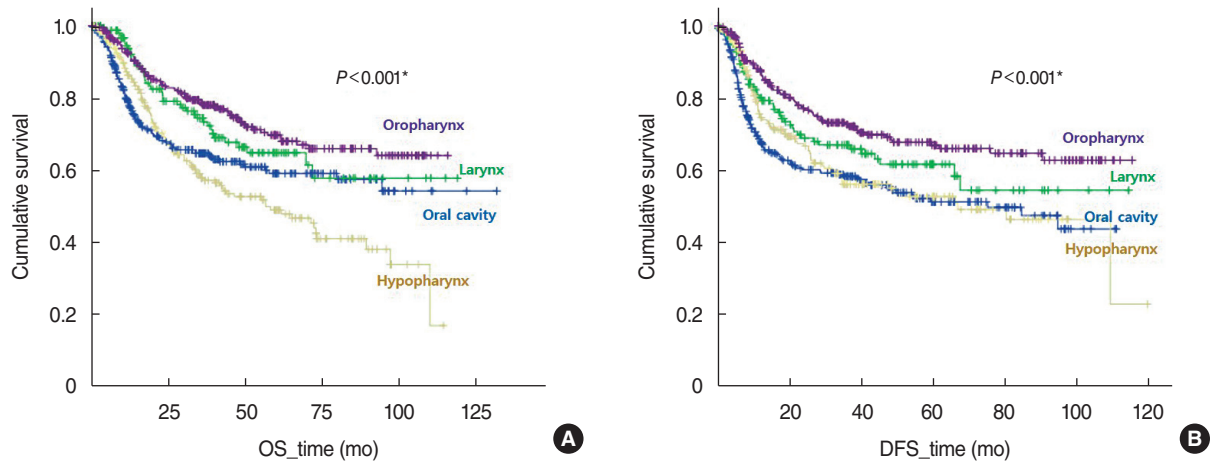 1.0
0.8
0.6
0.4
0.2
0
Cumulative survival
P<0.001*
Oropharynx
Larynx
Oral cavity
Hypopharynx
25 50 75 100 125
OS_time (mo)
A
1.0
0.8
0.6
0.4
0.2
0
Cumulative survival
P<0.001*
Oropharynx
Larynx
Oral cavity
Hypopharynx
20 40 60 80 100 120
DFS_time (mo)
B